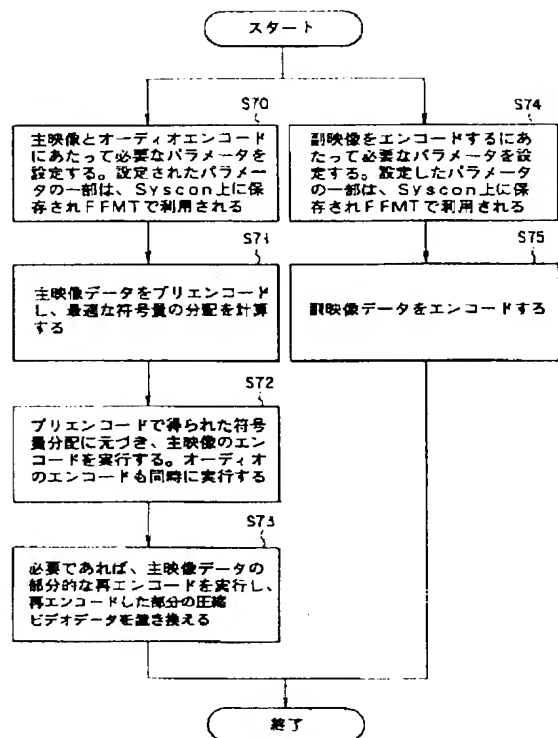 スタート
S70
主映像とオーディオエンコード
にあたって必要なパラメータを
設定する。設定されたパラメー
タの一部は、Syscon上に保
存されFFMTで利用される
S74
副映像をエンコードするにあ
たって必要なパラメータを設
定する。設定したパラメータ
の一部は、Syscon上に保
存されFFMTで利用される
S71
主映像データをプリエンコード
し、最適な符号量の分配を計算
する
S75
副映像データをエンコードする
S72
プリエンコードで得られた符号
量分配に元づき、主映像のエン
コードを実行する。オーディオ
のエンコードも同時に実行する
S73
必要であれば、主映像データの
部分的な再エンコードを実行し、
再エンコードした部分の圧縮
ビデオデータを置き換える
終了